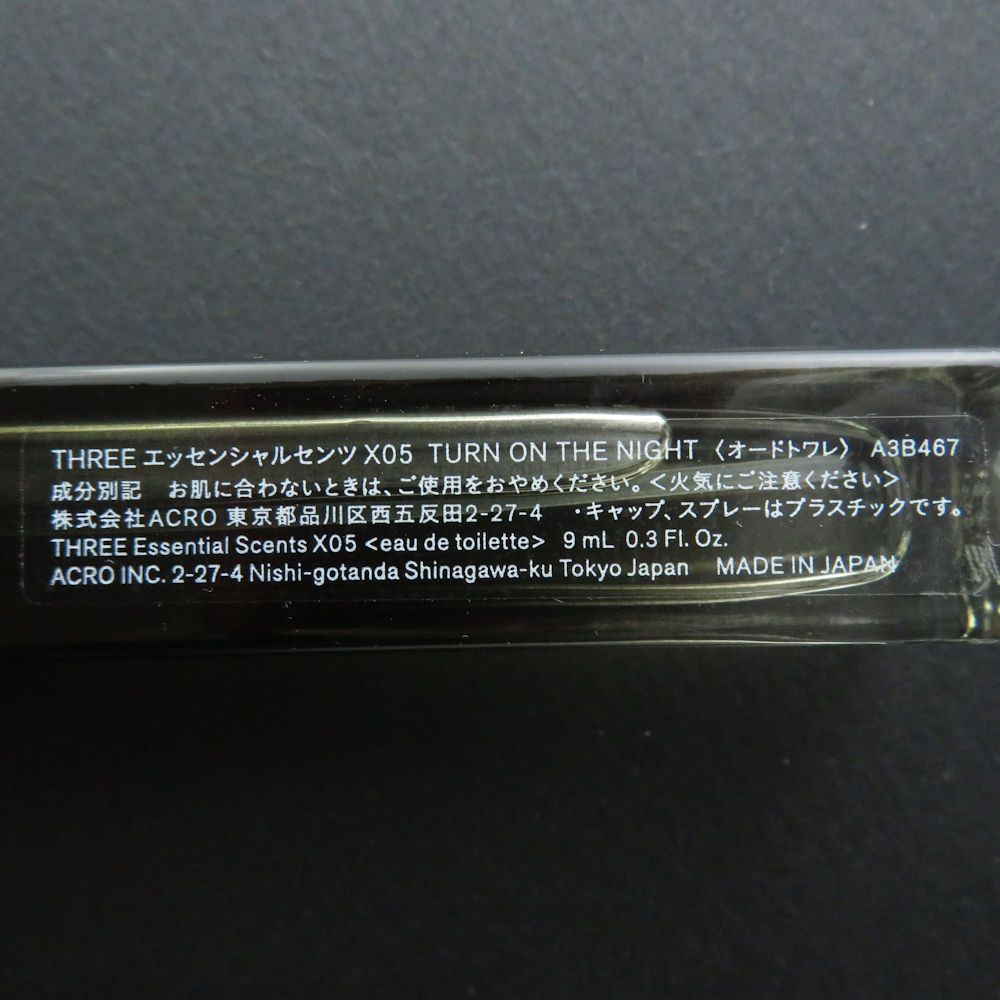 THREE エッセンシャルセンツ X05 TURN ON THE NIGHT 〈オードトワレ〉 A3B467
成分別記 お肌に合わないときは、ご使用をおやめください。<火気にご注意ください>
株式会社ACRO 東京都品川区西五反田2-27-4 ・キャップ、スプレーはプラスチックです。
THREE Essential Scents X05 <eau de toilette> 9 mL 0.3 Fl. Oz.
ACRO INC. 2-27-4 Nishi-gotanda Shinagawa-ku Tokyo Japan MADE IN JAPAN